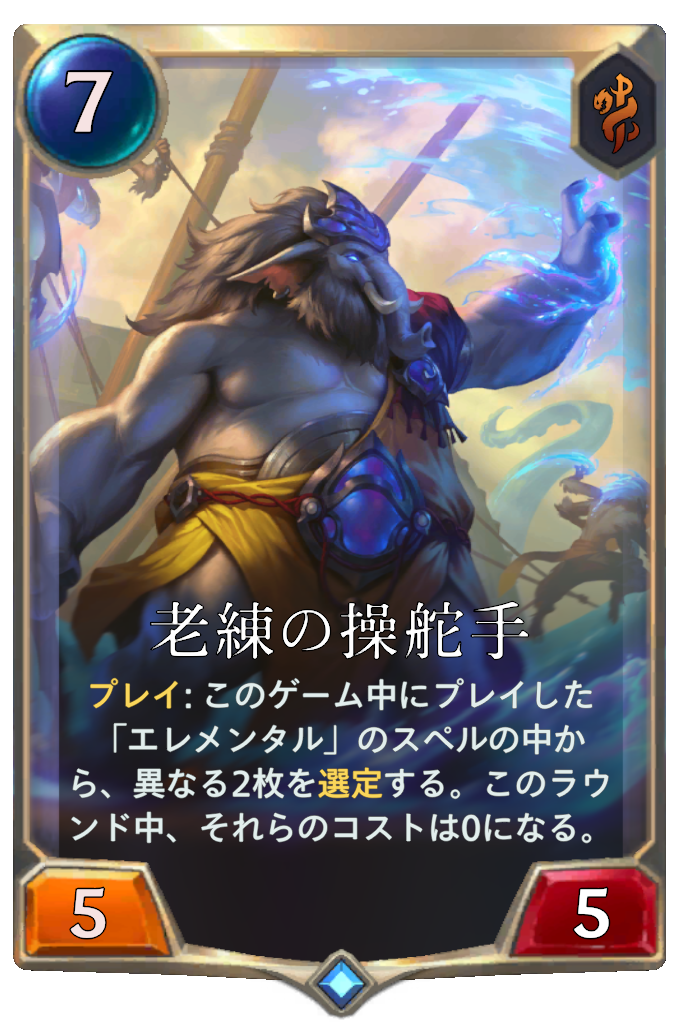 7
老練の操舵手
プレイ: このゲーム中にプレイした
「エレメンタル」のスペルの中か
ら、異なる2枚を選定する。このラウ
ンド中、それらのコストは0になる。
5
5